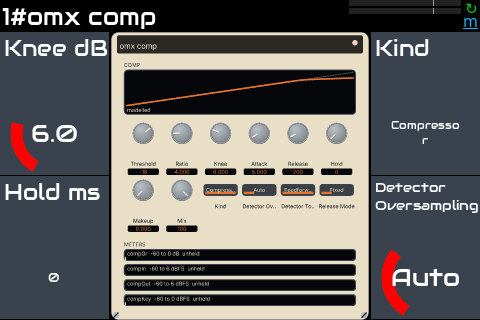 1#omx comp
m
Knee dB
6.0
Hold ms
0
omx comp
COMP
modelled
Threshold Ratio Knee Attack Release Hold
-18 4.000 6.000 5.000 200 0
Compress… Auto Feedforw… Fixed
Kind Detector Ov… Detector To… Release Mode
Makeup Mix
0.000 100
METERS
compGr -60 to 0 dB unheld
compIn -60 to 6 dBFS unheld
compOut -60 to 6 dBFS unheld
compKey -60 to 0 dBFS unheld
Kind
Compresso
r
Detector
Oversampling
Auto